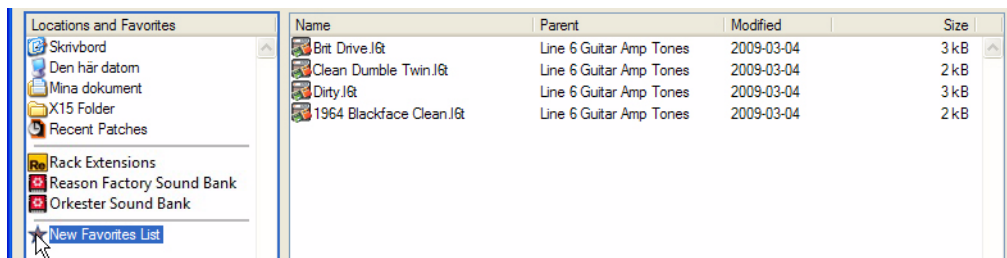 Locations and Favorites
Skrivbord
Den här datorn
Mina dokument
X15 Folder
Recent Patches
Re Rack Extensions
Reason Factory Sound Bank
Orkester Sound Bank
New Favorites List
Name Parent Modified Size
Brit Drive.l6t Line 6 Guitar Amp Tones 2009-03-04 3 kB
Clean Dumble Twin.l6t Line 6 Guitar Amp Tones 2009-03-04 2 kB
Dirty.l6t Line 6 Guitar Amp Tones 2009-03-04 3 kB
1964 Blackface Clean.l6t Line 6 Guitar Amp Tones 2009-03-04 2 kB